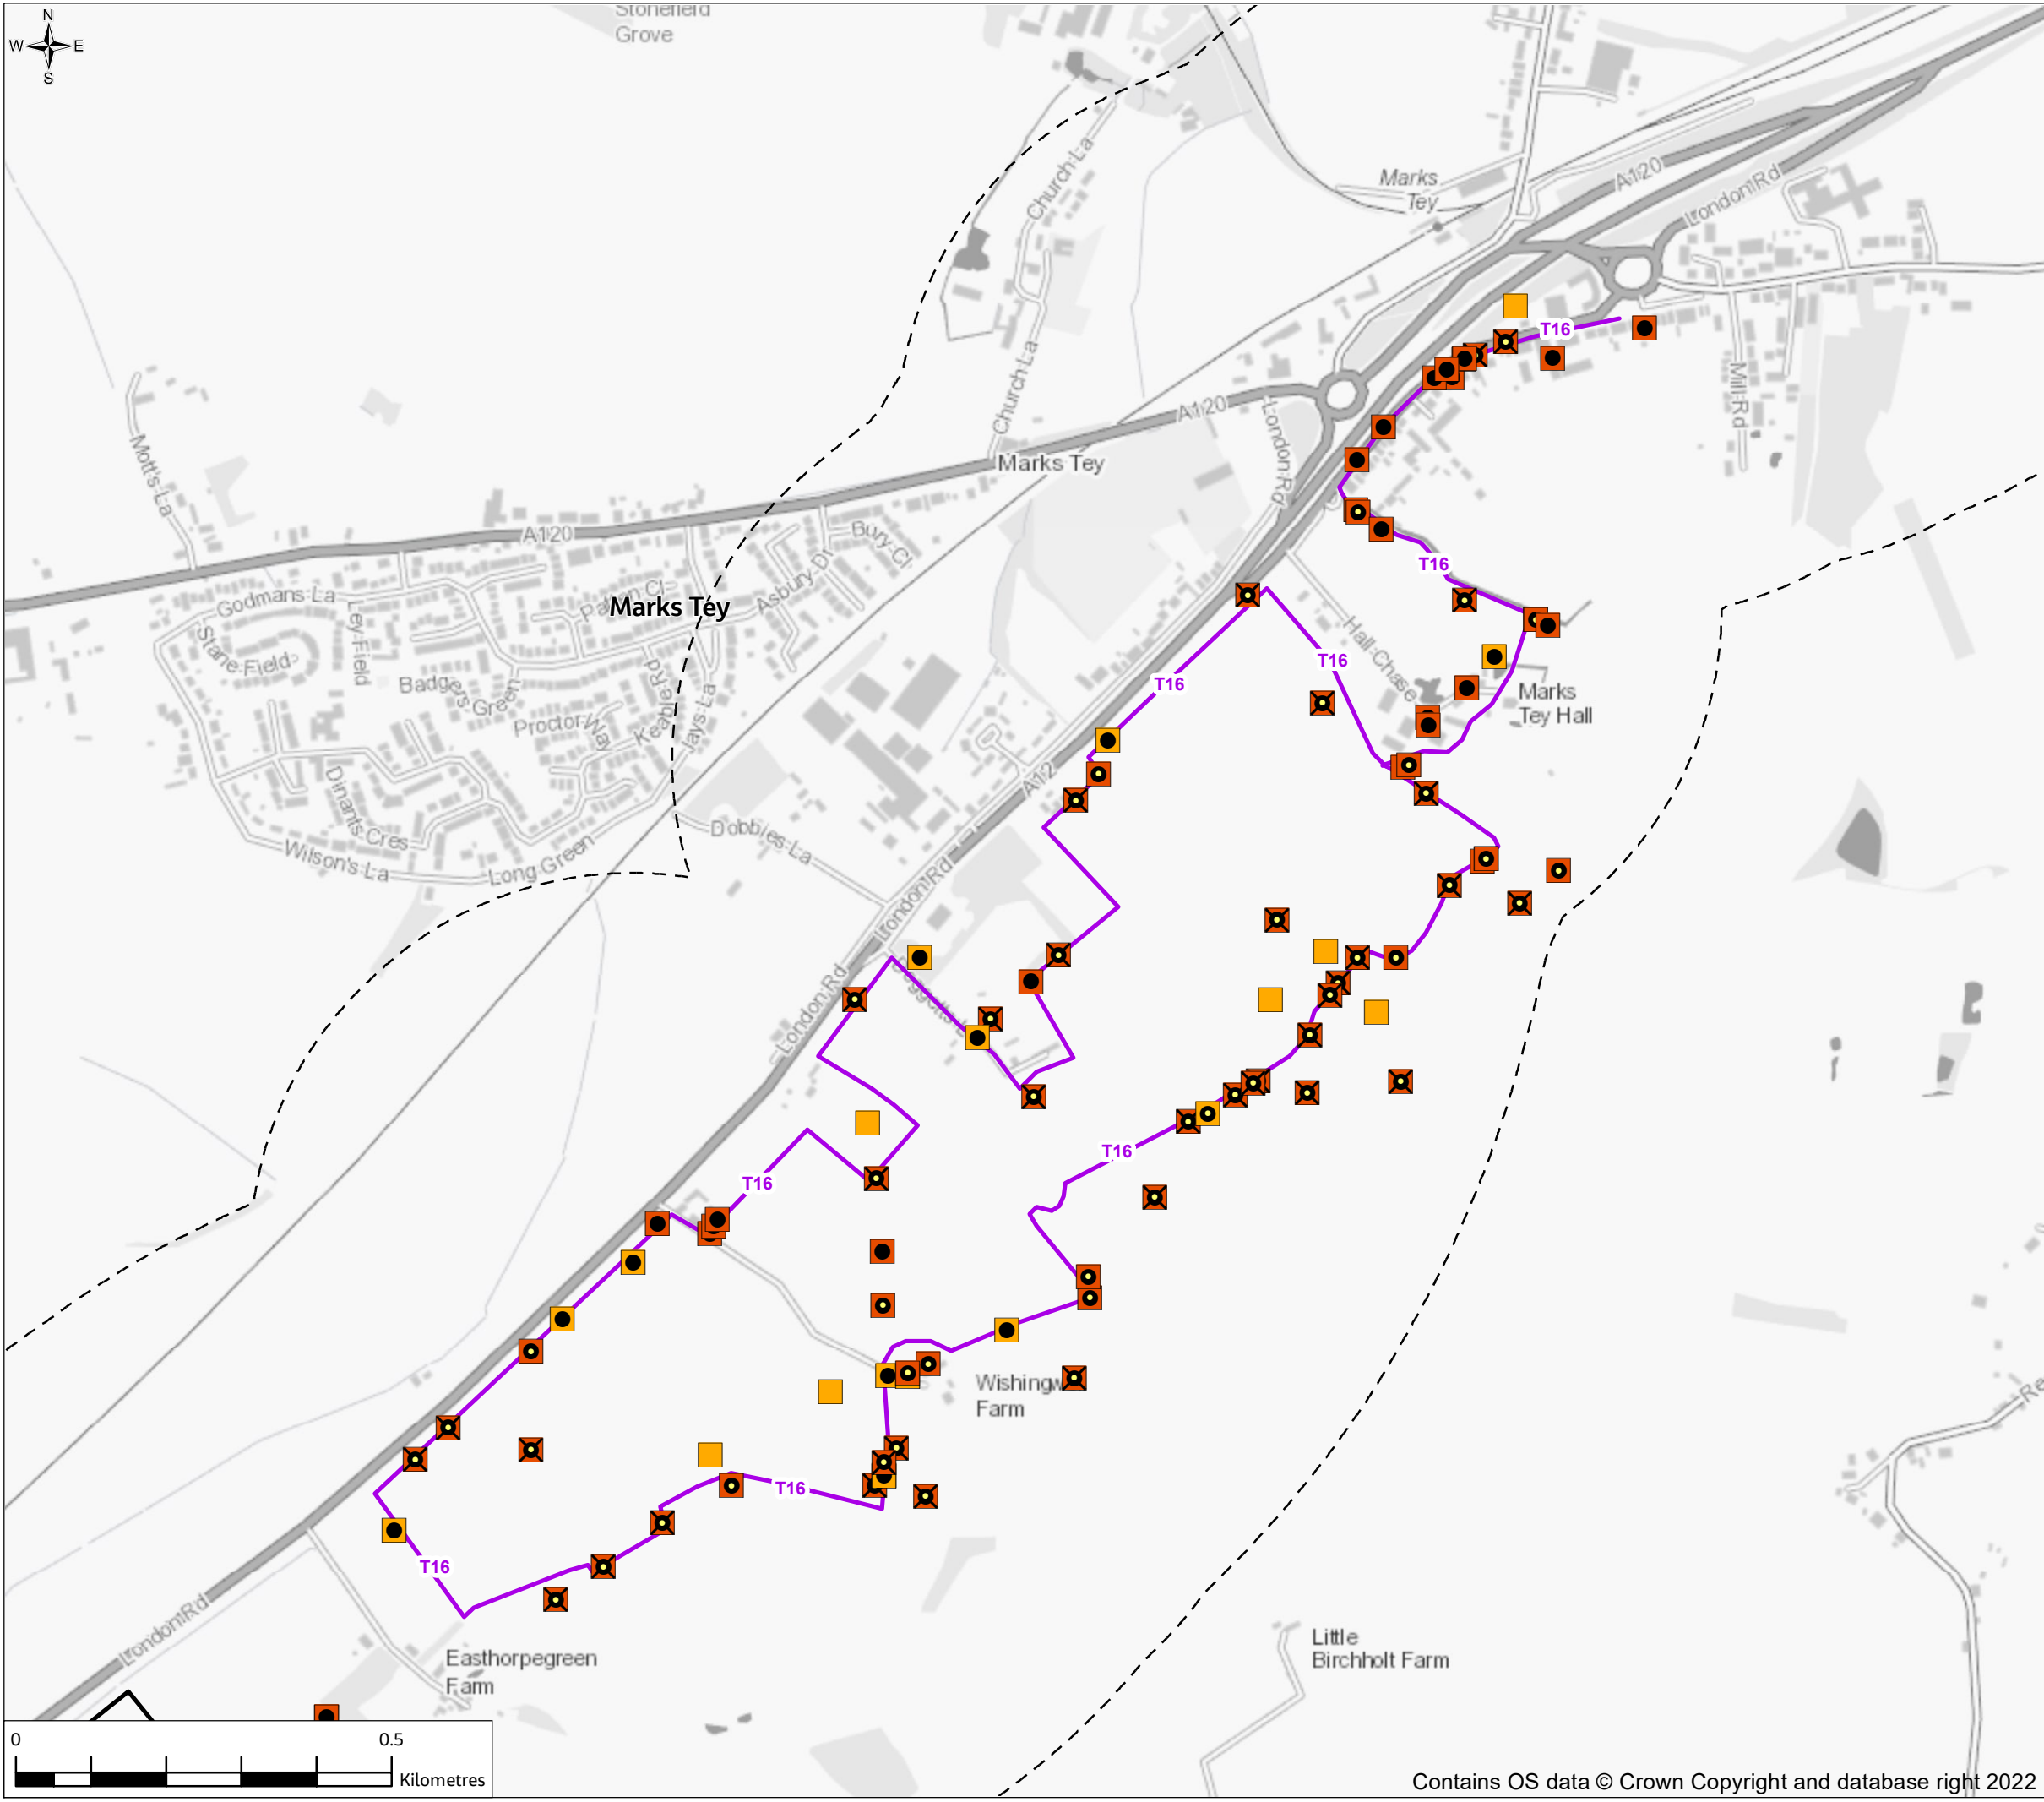 N
W E
S
Stonefield
Grove
Church La
Marks
Tey
A120
London Rd
T16
Mill Rd
Church La
A120
London Rd
Mott's La
Marks Tey
A120
Bury Cl
Asbury Dr
Godmans La
Ley Field
Marks Tey
T16
Stane Field
Hall Chase
T16
Badgers Green
Keable Rd
T16
Marks
Tey Hall
Proctor Way
Jays La
Dinants Cres
A12
Dobbies La
Wilson's La
Long Green
London Rd
London Rd
T16
T16
Farm
T16
T16
London Rd
Easthorpegreen
Farm
Little
Birchholt Farm
0 0.5
Kilometres
Contains OS data © Crown Copyright and database right 2022